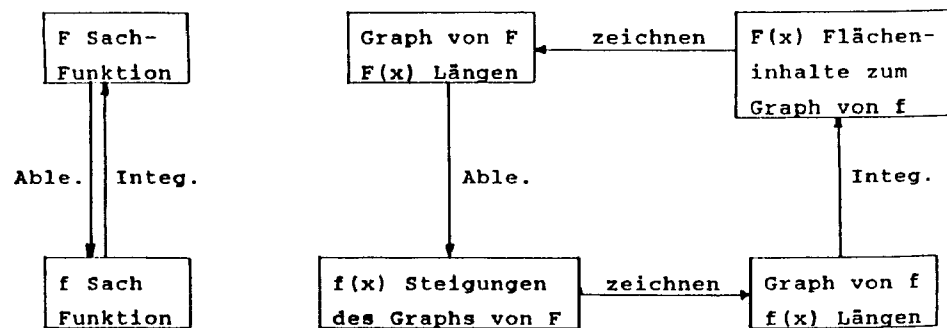 F Sach-
Funktion
Able.
Integ.
f Sach
Funktion
Graph von F
F(x) Längen
zeichnen
F(x) Flächen-
inhalte zum
Graph von f
Able.
Integ.
f(x) Steigungen
des Graphs von F
zeichnen
Graph von f
f(x) Längen